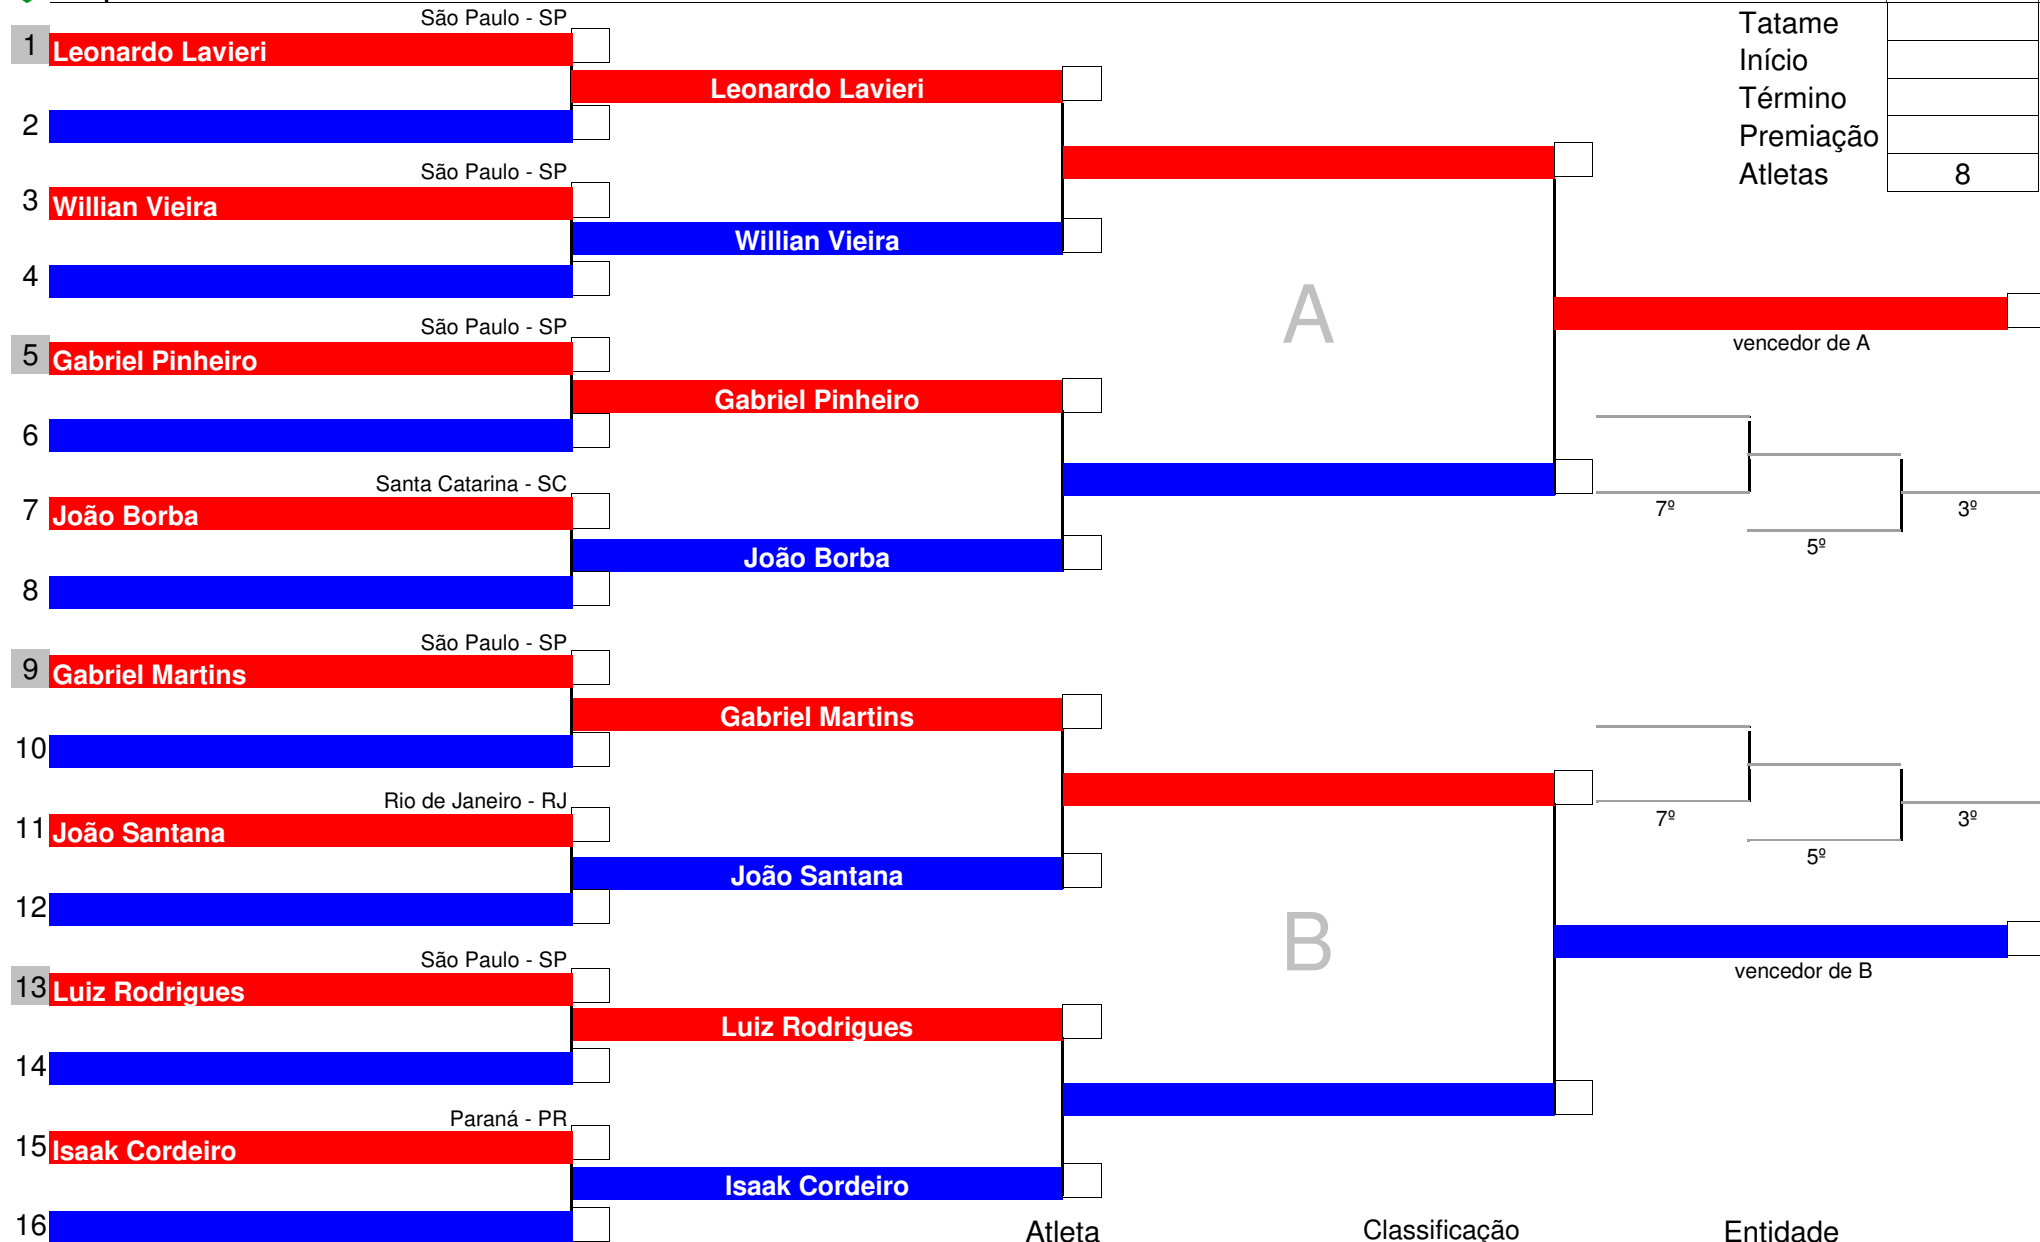 São Paulo - SP
1 Leonardo Lavieri
Leonardo Lavieri
2
São Paulo - SP
3 Willian Vieira
Willian Vieira
4
São Paulo - SP
5 Gabriel Pinheiro
Gabriel Pinheiro
6
Santa Catarina - SC
7 João Borba
João Borba
8
São Paulo - SP
9 Gabriel Martins
Gabriel Martins
10
Rio de Janeiro - RJ
11 João Santana
João Santana
12
São Paulo - SP
13 Luiz Rodrigues
Luiz Rodrigues
14
Paraná - PR
15 Isaak Cordeiro
Isaak Cordeiro
16
A
B
Tatame
Início
Término
Premiação
Atletas 8
vencedor de A
7º
3º
5º
7º
3º
5º
vencedor de B
Atleta Classificação Entidade